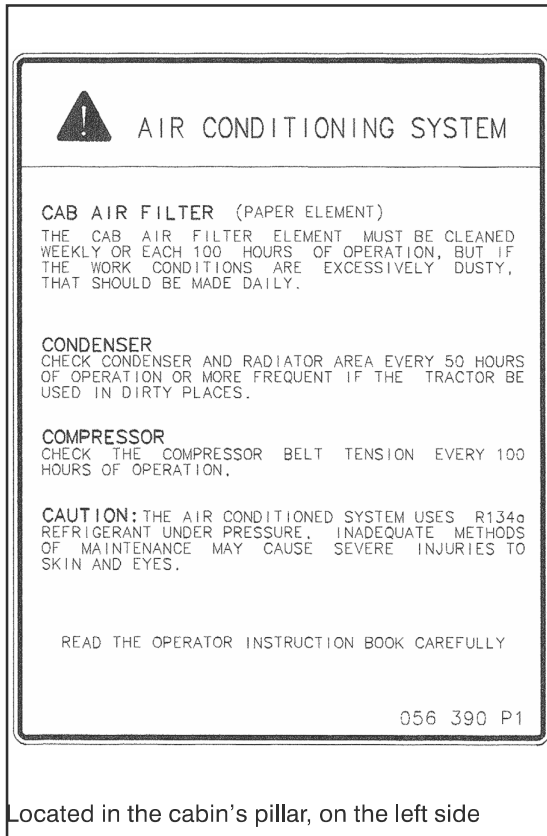 AIR CONDITIONING SYSTEM
CAB AIR FILTER (PAPER ELEMENT)
THE CAB AIR FILTER ELEMENT MUST BE CLEANED
WEEKLY OR EACH 100 HOURS OF OPERATION, BUT IF
THE WORK CONDITIONS ARE EXCESSIVELY DUSTY,
THAT SHOULD BE MADE DAILY.
CONDENSER
CHECK CONDENSER AND RADIATOR AREA EVERY 50 HOURS
OF OPERATION OR MORE FREQUENT IF THE TRACTOR BE
USED IN DIRTY PLACES.
COMPRESSOR
CHECK THE COMPRESSOR BELT TENSION EVERY 100
HOURS OF OPERATION.
CAUTION: THE AIR CONDITIONED SYSTEM USES R134a
REFRIGERANT UNDER PRESSURE. INADEQUATE METHODS
OF MAINTENANCE MAY CAUSE SEVERE INJURIES TO
SKIN AND EYES.
READ THE OPERATOR INSTRUCTION BOOK CAREFULLY
056 390 P1
Located in the cabin's pillar, on the left side